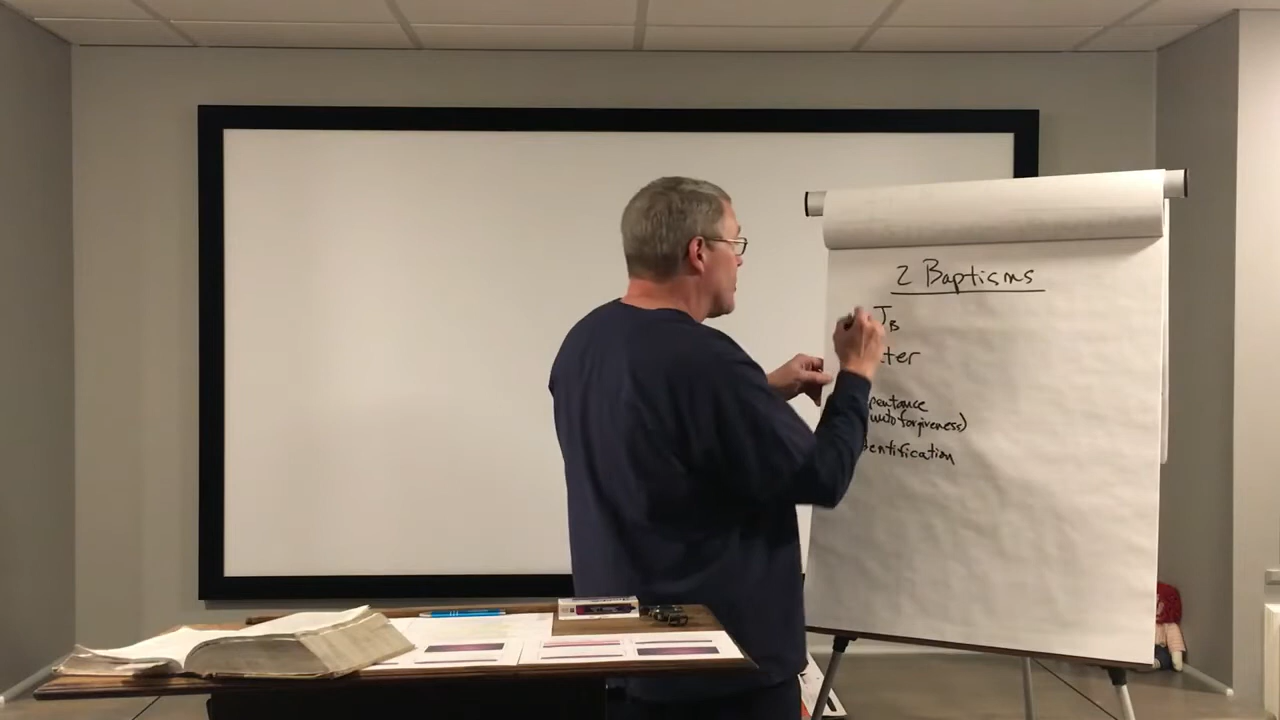 2 Baptisms
JB
ter
pentance
unto forgiveness)
entification